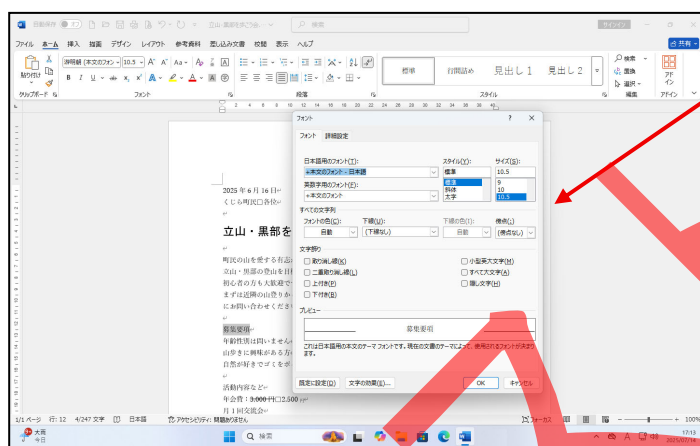 自動保存 オフ
検索
サインイン
ファイル ホーム 挿入 描画 デザイン レイアウト 参考資料 差し込み文書 校閲 表示 ヘルプ
共有
貼り付け
游明朝 (本文のフォント 10.5
標準
行間詰め
見出し 1
見出し 2
検索
置換
選択
アドイン
クリップボード
フォント
段落
スタイル
編集
アドイン
フォント
フォント 詳細設定
日本語用のフォント(T):
スタイル(Y):
サイズ(S):
+本文のフォント - 日本語
標準
10.5
英数字用のフォント(F):
標準
斜体
太字
9
10
10.5
+本文のフォント
すべての文字列
フォントの色(C):
下線(U):
下線の色(I):
傍点(:)
自動
(下線なし)
自動
(傍点なし)
文字飾り
取り消し線(K)
小型英大文字(M)
二重取り消し線(L)
すべて大文字(A)
上付き(P)
隠し文字(H)
下付き(B)
プレビュー
募集要項
これは日本語用の本文のテーマ フォントです。現在の文書のテーマによって、使用されるフォントが決まります。
既定に設定(D)
文字の効果(E)...
OK
キャンセル
2025 年 6 月 16 日
くじら町民各位
立山・黒部を
町民の山を愛する有志
立山・黒部の登山を目
初心者の方も大歓迎で
まずは近隣の山登りか
にお問い合わせくださ
募集要項
年齢性別は問いません
山歩きに興味がある方
自然が好きでゴミをポ
活動内容など
年会費：3,000 円2,500
月 1 回交流会
1/1 ページ 行: 12 4/247 文字 日本語 アクセシビリティ: 問題ありません
フォーカス
100%
大雨
今日
検索
17:13